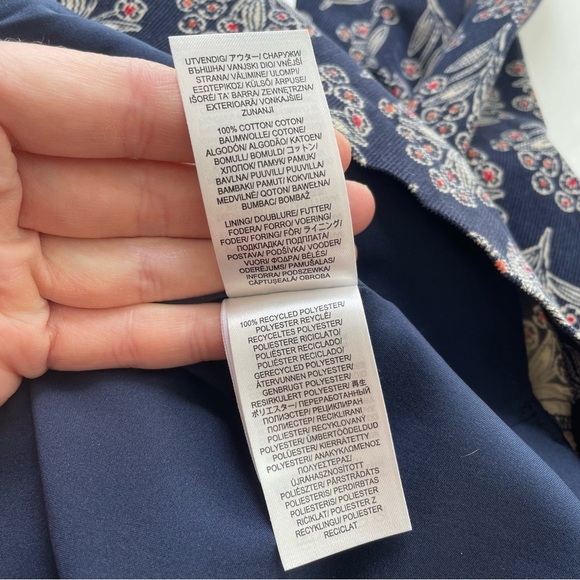 UTVENDIG/ アウター/ СНАРУЖИ/
ВЪНШНА/ VANJSKI DIO/ VNĚJŠÍ
STRANA/ VÄLIMINE/ ULOMPI/
ΕΞΩΤΕΡΙΚΟΣ/ KÜLSŐ/ ĀRPUSE/
IŠORĖ/ TA' BARRA/ ZEWNĘTRZNA/
EXTERIOARĂ/ VONKAJŠIE/
ZUNANJI
100% COTTON/ COTON/
BAUMWOLLE/ COTONE/
ALGODÓN/ ALGODÃO/ KATOEN/
BOMULL/ BOMULD/ コットン/
ХЛОПОК/ ПАМУК/ PAMUK/
BAVLNA/ PUUVILL/ PUUVILLA/
ΒΑΜΒΑΚΙ/ PAMUT/ KOKVILNA/
MEDVILNĖ/ QOTON/ BAWEŁNA/
BUMBAC/ BOMBAŽ
LINING/ DOUBLURE/ FUTTER/
FODERA/ FORRO/ VOERING/
FODER/ FORING/ FÔR/ ライニング/
ПОДКЛАДКА/ ПОДПЛАТА/
POSTAVA/ PODŠÍVKA/ VOODER/
VUORI/ ΦΟΔΡΑ/ BÉLÉS/
ODERĒJUMS/ PAMUŠALAS/
INFORRA/ PODSZEWKA/
CĂPTUȘEALĂ/ OBROBA
100% RECYCLED POLYESTER/
POLYESTER RECYCLÉ/
RECYCELTES POLYESTER/
POLIESTERE RICICLATO/
POLIÉSTER RECICLADO/
POLIÉSTER RECICLADO/
GERECYCLED POLYESTER/
ÅTERVUNNEN POLYESTER/
GENBRUGT POLYESTER/
RESIRKULERT POLYESTER/ 再生
ポリエステル/ ПЕРЕРАБОТАННЫЙ
ПОЛИЭСТЕР/ РЕЦИКЛИРАН
ПОЛИЕСТЕР/ RECIKLIRANI
POLIESTER/ RECYKLOVANÝ
POLYESTER/ ÜMBERTÖÖDELDUD
POLÜESTER/ KIERRÄTETTY
POLYESTERI/ ΑΝΑΚΥΚΛΩΜΕΝΟΣ
ΠΟΛΥΕΣΤΕΡΑΣ/
ÚJRAHASZNOSÍTOTT
POLIÉSZTER/ PĀRSTRĀDĀTS
POLIESTERIS/ PERDIRBTAS
POLIESTERIS/ POLIESTER
RIĊIKLAT/ POLIESTER Z
RECYKLINGU/ POLIESTER
RECICLAT